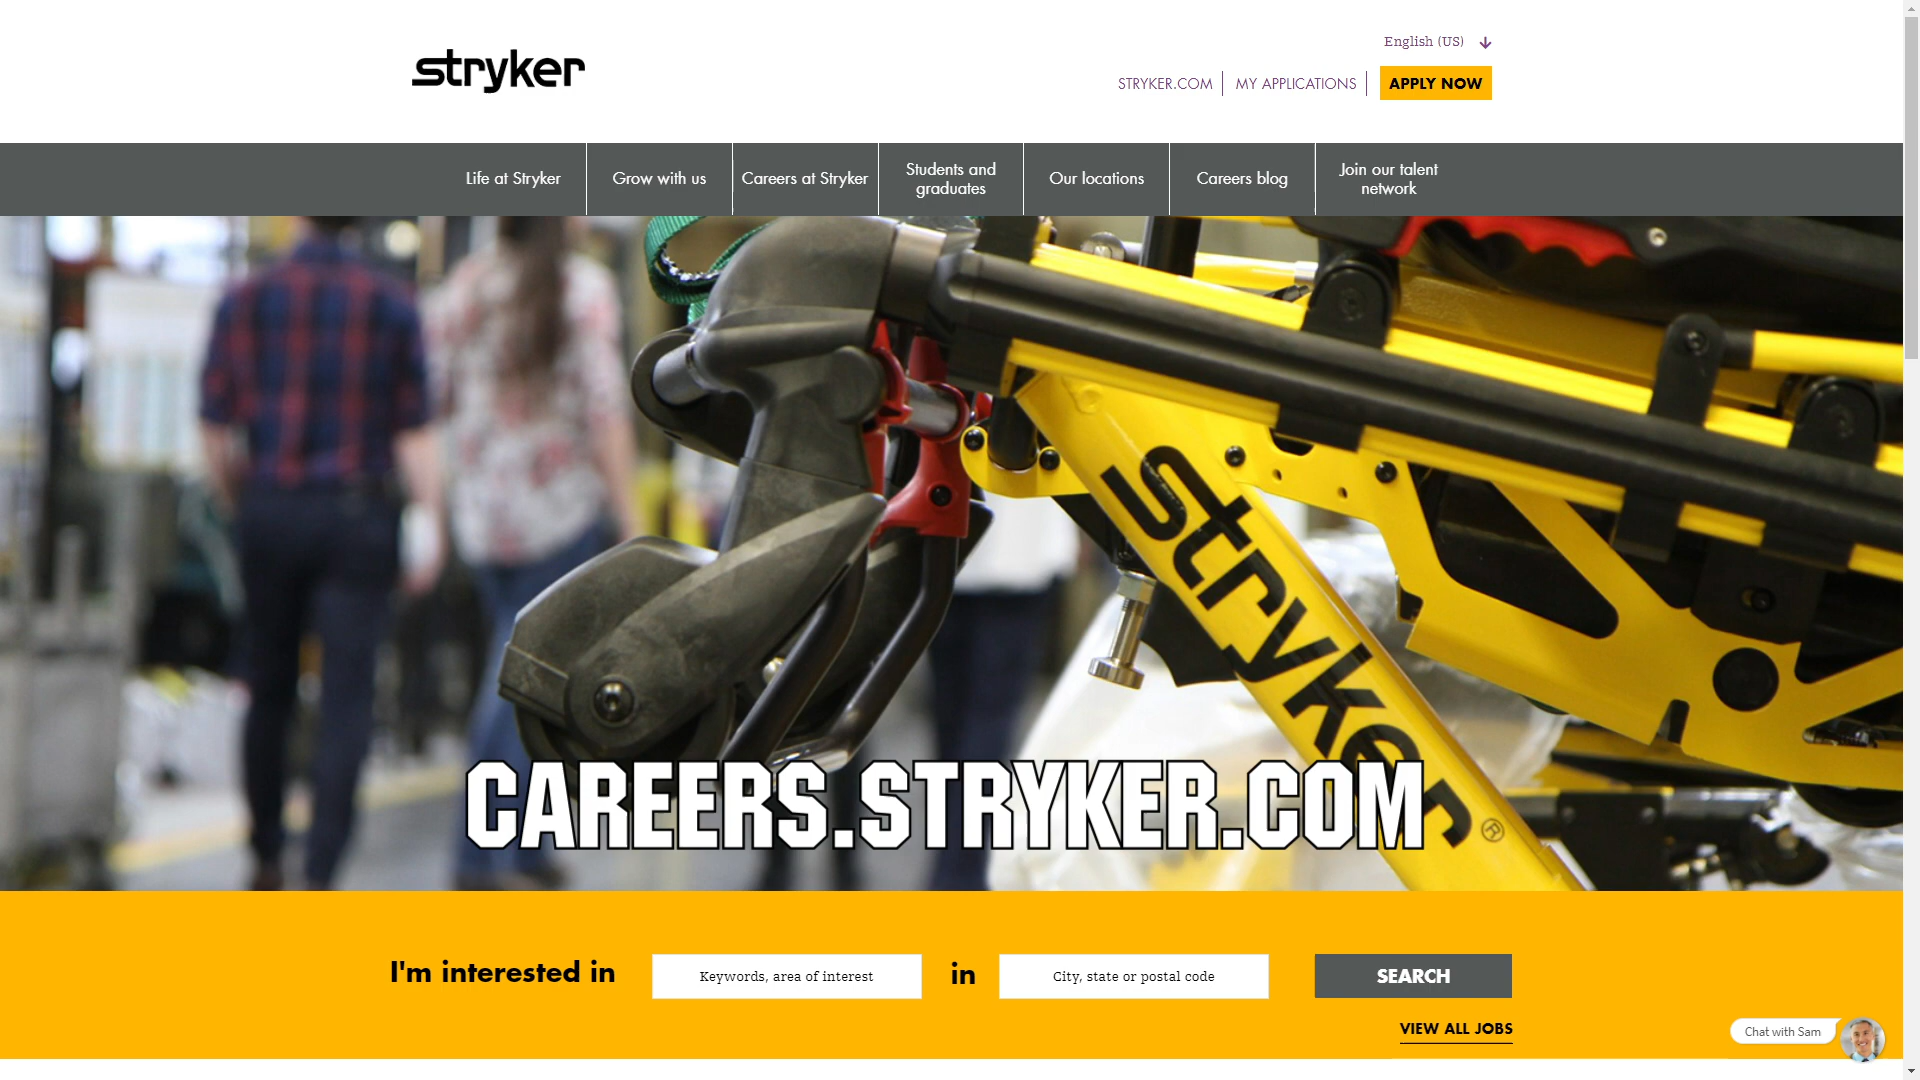 stryker
English (US)
STRYKER.COM
MY APPLICATIONS
APPLY NOW
Life at Stryker
Grow with us
Careers at Stryker
Students and
graduates
Our locations
Careers blog
Join our talent
network
stryker®
CAREERS.STRYKER.COM
I'm interested in
Keywords, area of interest
in
City, state or postal code
SEARCH
VIEW ALL JOBS
Chat with Sam